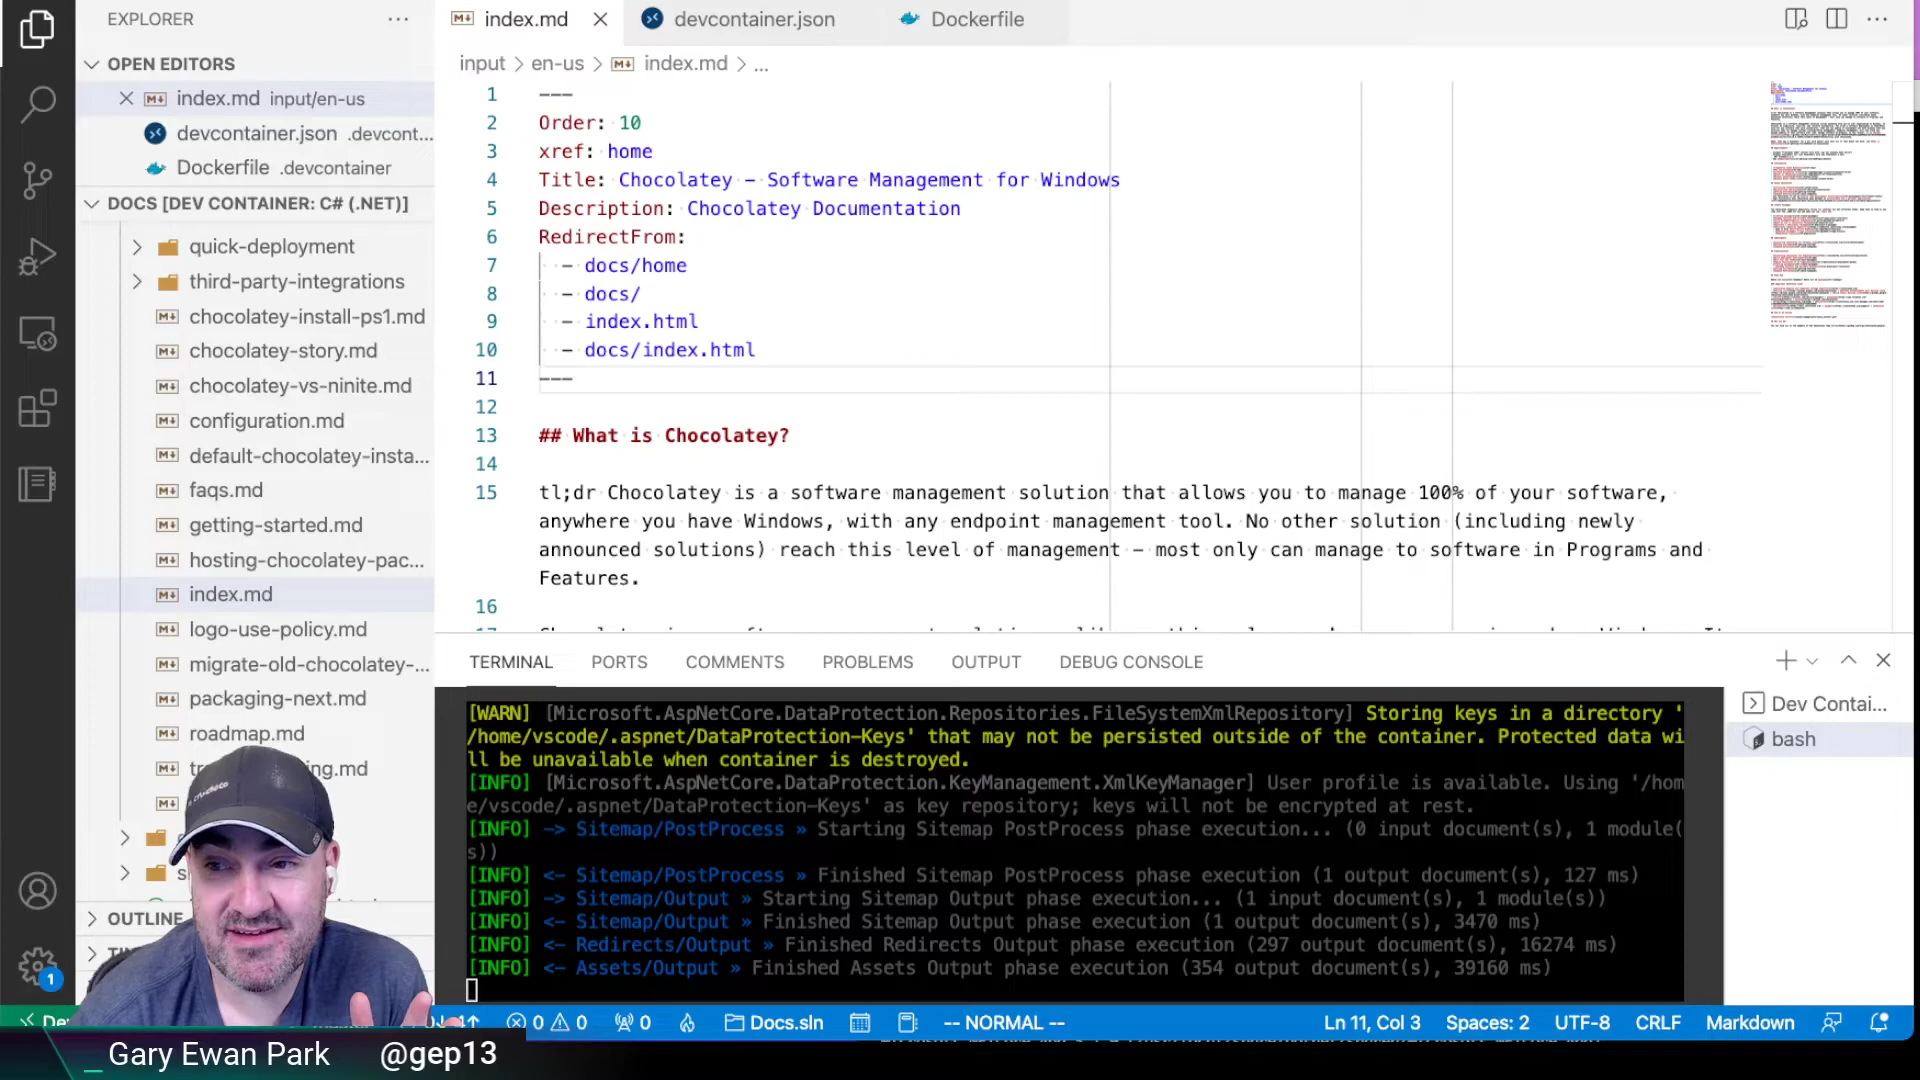 EXPLORER
OPEN EDITORS
index.md input/en-us
devcontainer.json .devcont...
Dockerfile .devcontainer
DOCS [DEV CONTAINER: C# (.NET)]
quick-deployment
third-party-integrations
chocolatey-install-ps1.md
chocolatey-story.md
chocolatey-vs-ninite.md
configuration.md
default-chocolatey-insta...
faqs.md
getting-started.md
hosting-chocolatey-pac...
index.md
logo-use-policy.md
migrate-old-chocolatey-...
packaging-next.md
roadmap.md
OUTLINE
index.md
devcontainer.json
Dockerfile
input > en-us > index.md > ...
1 ---
2 Order: 10
3 xref: home
4 Title: Chocolatey - Software Management for Windows
5 Description: Chocolatey Documentation
6 RedirectFrom:
7 - docs/home
8 - docs/
9 - index.html
10 - docs/index.html
11 ---
12
13 ## What is Chocolatey?
14
15 tl;dr Chocolatey is a software management solution that allows you to manage 100% of your software,
anywhere you have Windows, with any endpoint management tool. No other solution (including newly
announced solutions) reach this level of management - most only can manage to software in Programs and
Features.
16
TERMINAL PORTS COMMENTS PROBLEMS OUTPUT DEBUG CONSOLE
[WARN] [Microsoft.AspNetCore.DataProtection.Repositories.FileSystemXmlRepository] Storing keys in a directory '
/home/vscode/.aspnet/DataProtection-Keys' that may not be persisted outside of the container. Protected data wi
ll be unavailable when container is destroyed.
[INFO] [Microsoft.AspNetCore.DataProtection.KeyManagement.XmlKeyManager] User profile is available. Using '/hom
e/vscode/.aspnet/DataProtection-Keys' as key repository; keys will not be encrypted at rest.
[INFO] -> Sitemap/PostProcess » Starting Sitemap PostProcess phase execution... (0 input document(s), 1 module(
s))
[INFO] <- Sitemap/PostProcess » Finished Sitemap PostProcess phase execution (1 output document(s), 127 ms)
[INFO] -> Sitemap/Output » Starting Sitemap Output phase execution... (1 input document(s), 1 module(s))
[INFO] <- Sitemap/Output » Finished Sitemap Output phase execution (1 output document(s), 3470 ms)
[INFO] <- Redirects/Output » Finished Redirects Output phase execution (297 output document(s), 16274 ms)
[INFO] <- Assets/Output » Finished Assets Output phase execution (354 output document(s), 39160 ms)
Dev Contai...
bash
1
0 0 0 Docs.sln -- NORMAL -- Ln 11, Col 3 Spaces: 2 UTF-8 CRLF Markdown
_ Gary Ewan Park @gep13